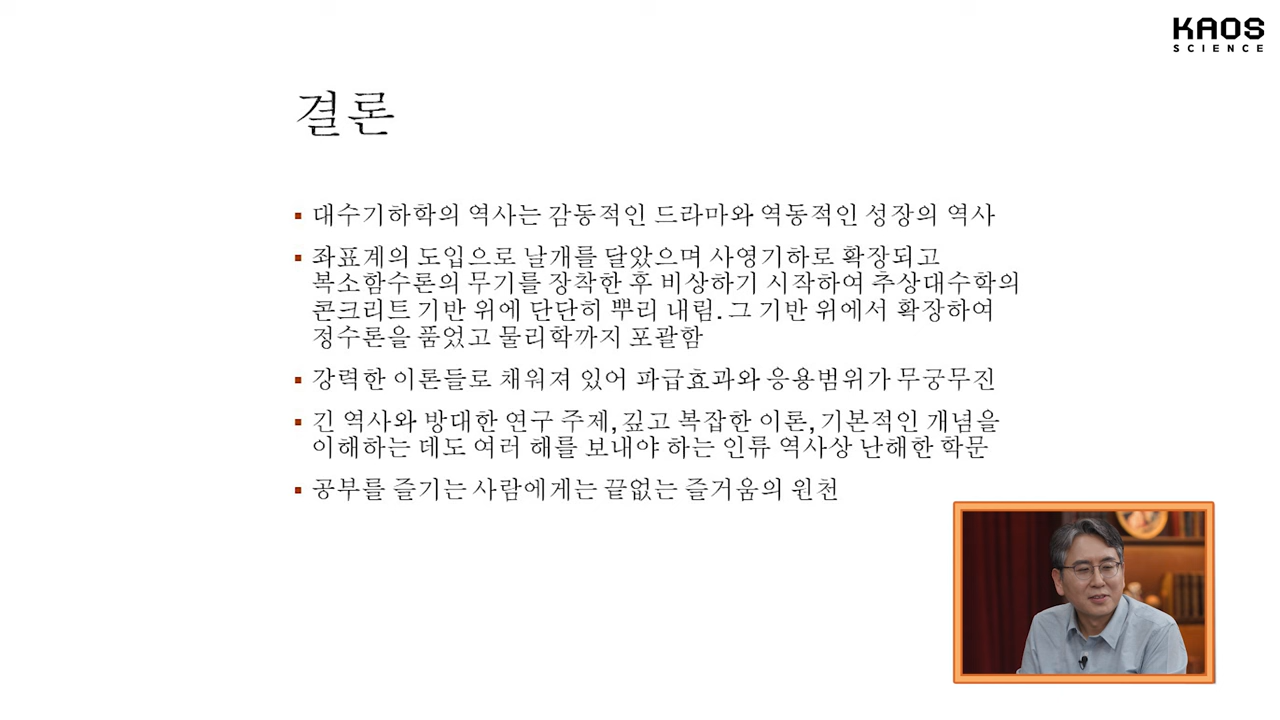 KAOS
SCIENCE
결론
▪ 대수기하학의 역사는 감동적인 드라마와 역동적인 성장의 역사
▪ 좌표계의 도입으로 날개를 달았으며 사영기하로 확장되고
복소함수론의 무기를 장착한 후 비상하기 시작하여 추상대수학의
콘크리트 기반 위에 단단히 뿌리 내림. 그 기반 위에서 확장하여
정수론을 품었고 물리학까지 포괄함
▪ 강력한 이론들로 채워져 있어 파급효과와 응용범위가 무궁무진
▪ 긴 역사와 방대한 연구 주제, 깊고 복잡한 이론, 기본적인 개념을
이해하는 데도 여러 해를 보내야 하는 인류 역사상 난해한 학문
▪ 공부를 즐기는 사람에게는 끝없는 즐거움의 원천